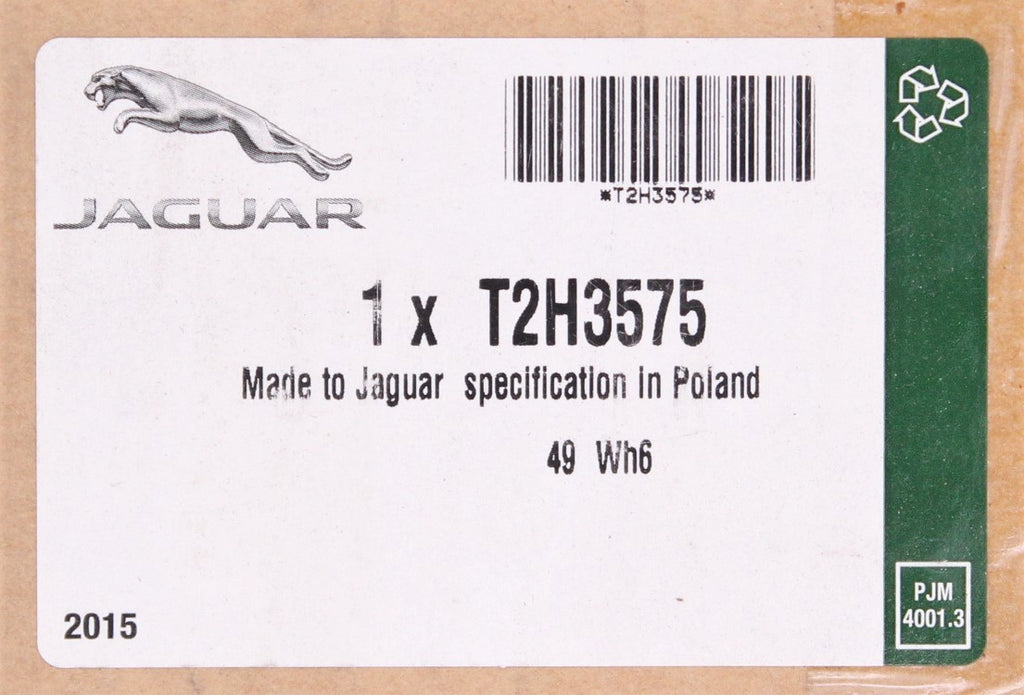 JAGUAR
*T2H3575*
1 x T2H3575
Made to Jaguar specification in Poland
49 Wh6
2015
PJM
4001.3